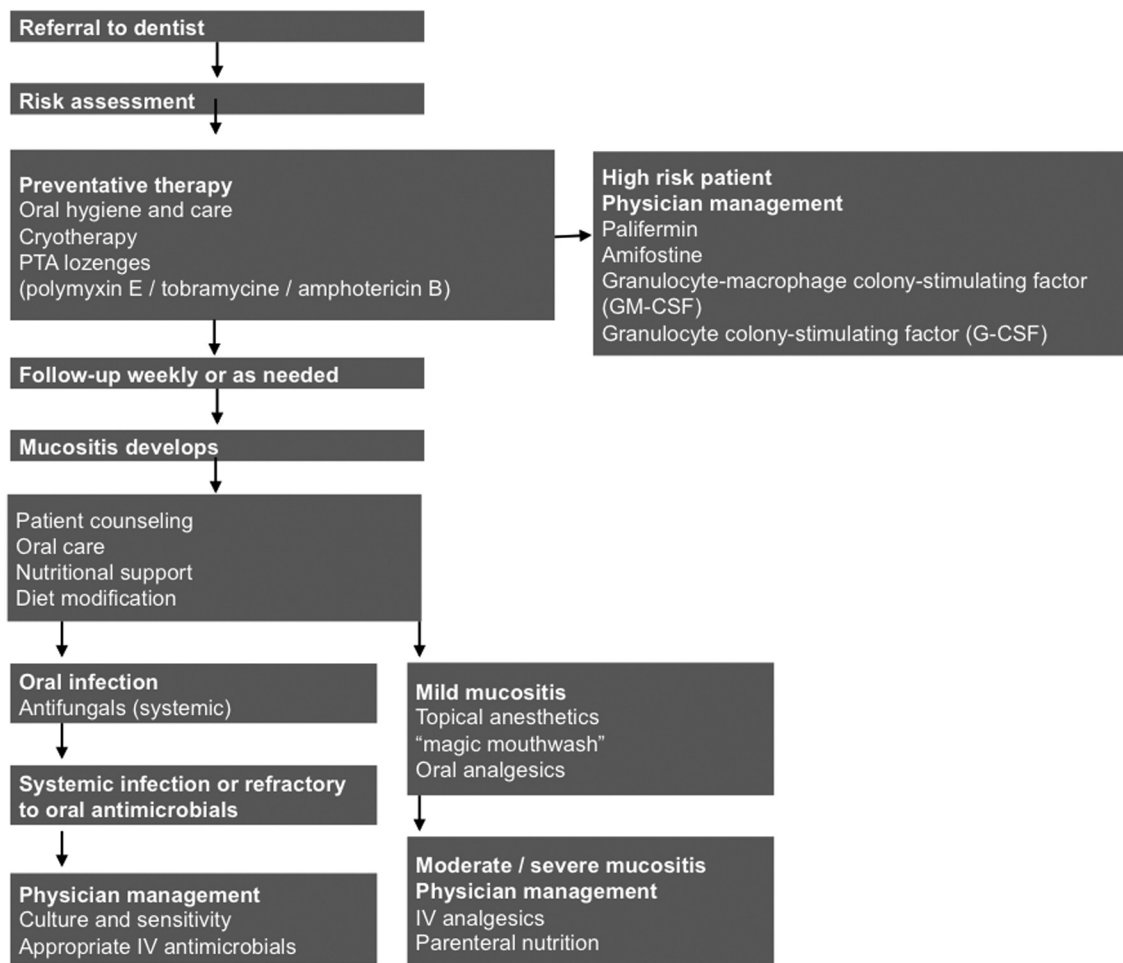 Referral to dentist
Risk assessment
Preventative therapy
Oral hygiene and care
Cryotherapy
PTA lozenges
(polymyxin E / tobramycine / amphotericin B)
High risk patient
Physician management
Palifermin
Amifostine
Granulocyte-macrophage colony-stimulating factor
(GM-CSF)
Granulocyte colony-stimulating factor (G-CSF)
Follow-up weekly or as needed
Mucositis develops
Patient counseling
Oral care
Nutritional support
Diet modification
Oral infection
Antifungals (systemic)
Systemic infection or refractory
to oral antimicrobials
Physician management
Culture and sensitivity
Appropriate IV antimicrobials
Mild mucositis
Topical anesthetics
“magic mouthwash”
Oral analgesics
Moderate / severe mucositis
Physician management
IV analgesics
Parenteral nutrition